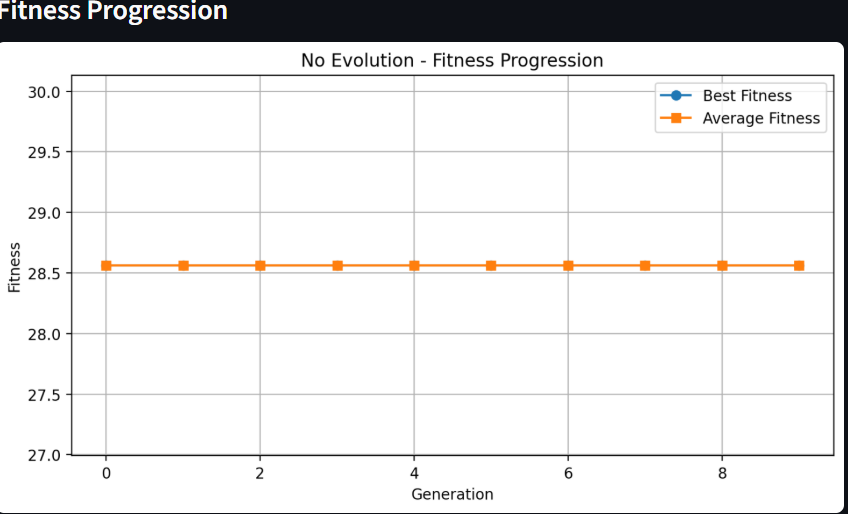 Fitness Progression
No Evolution - Fitness Progression
Best Fitness
Average Fitness
30.0
29.5
29.0
28.5
28.0
27.5
27.0
Fitness
0 2 4 6 8
Generation